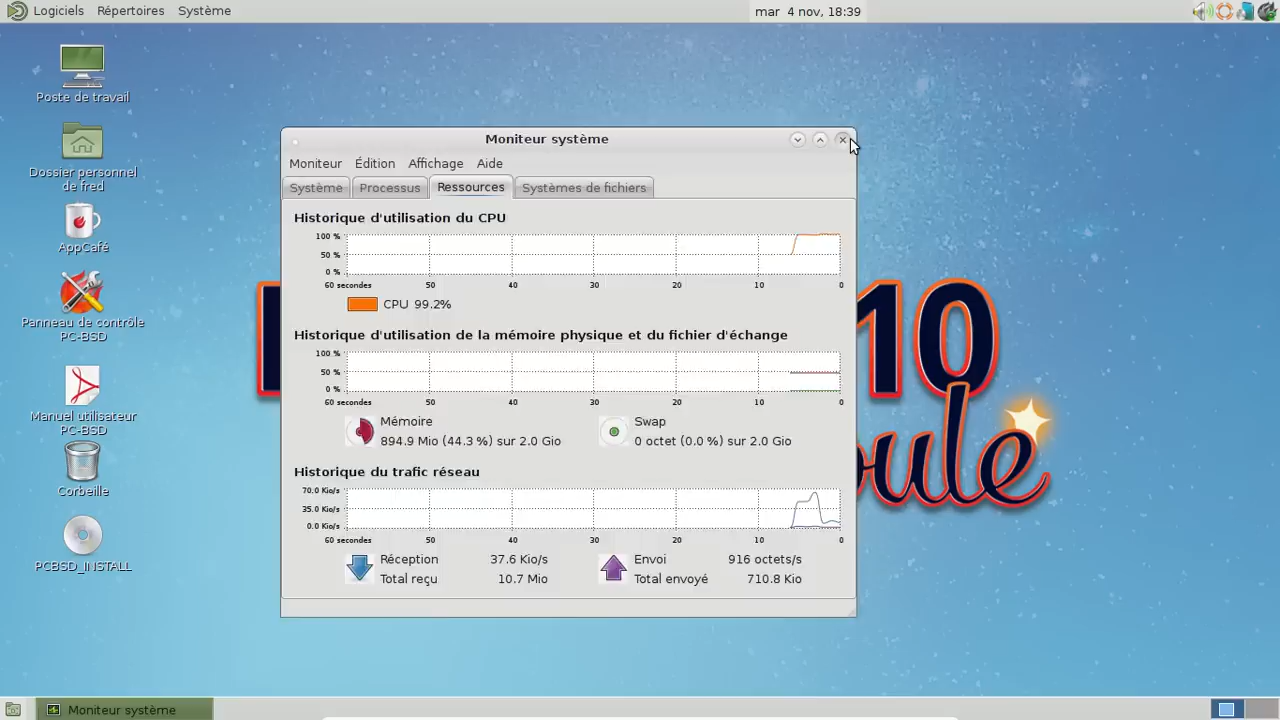 Logiciels Répertoires Système
mar 4 nov, 18:39
Poste de travail
Dossier personnel
de fred
AppCafé
Panneau de contrôle
PC-BSD
Manuel utilisateur
PC-BSD
Corbeille
PCBSD_INSTALL
Moniteur système
Moniteur Édition Affichage Aide
Système Processus Ressources Systèmes de fichiers
Historique d'utilisation du CPU
100 %
50 %
0 %
60 secondes 50 40 30 20 10 0
CPU 99.2%
Historique d'utilisation de la mémoire physique et du fichier d'échange
100 %
50 %
0 %
60 secondes 50 40 30 20 10 0
Mémoire
894.9 Mio (44.3 %) sur 2.0 Gio
Swap
0 octet (0.0 %) sur 2.0 Gio
Historique du trafic réseau
70.0 Kio/s
35.0 Kio/s
0.0 Kio/s
60 secondes 50 40 30 20 10 0
Réception 37.6 Kio/s
Total reçu 10.7 Mio
Envoi 916 octets/s
Total envoyé 710.8 Kio
10
oule
Moniteur système